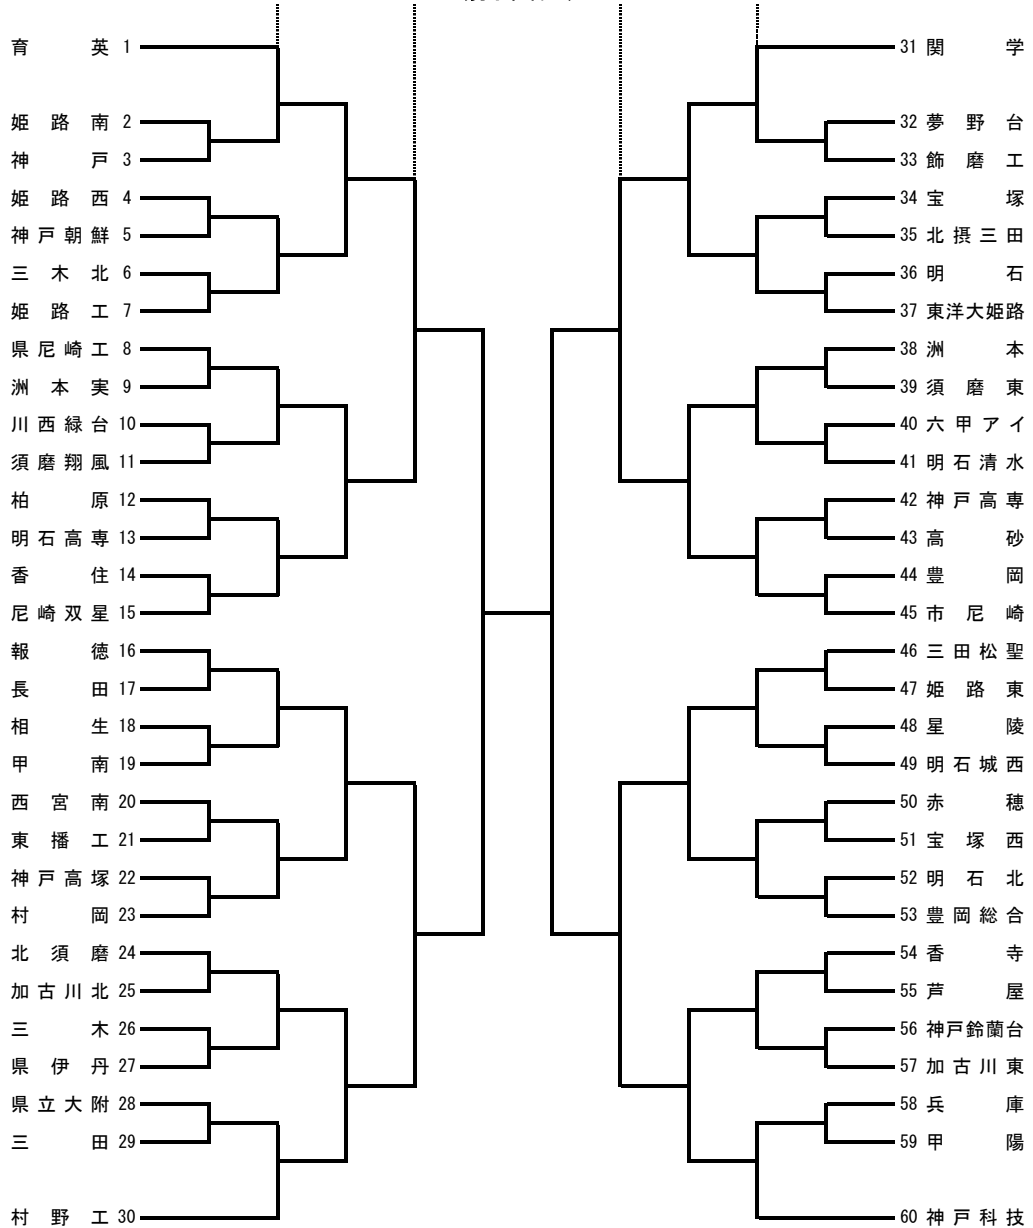 育英 1
姫路南 2
神戸 3
姫路西 4
神戸朝鮮 5
三木北 6
姫路工 7
県尼崎工 8
洲本実 9
川西緑台 10
須磨翔風 11
柏原 12
明石高専 13
香住 14
尼崎双星 15
報徳 16
長田 17
相生 18
甲南 19
西宮南 20
東播工 21
神戸高塚 22
村岡 23
北須磨 24
加古川北 25
三木 26
県伊丹 27
県立大附 28
三田 29
村野工 30
31 関学
32 夢野台
33 飾磨工
34 宝塚
35 北摂三田
36 明石
37 東洋大姫路
38 洲本
39 須磨東
40 六甲アイ
41 明石清水
42 神戸高専
43 高砂
44 豊岡
45 市尼崎
46 三田松聖
47 姫路東
48 星陵
49 明石城西
50 赤穂
51 宝塚西
52 明石北
53 豊岡総合
54 香寺
55 芦屋
56 神戸鈴蘭台
57 加古川東
58 兵庫
59 甲陽
60 神戸科技